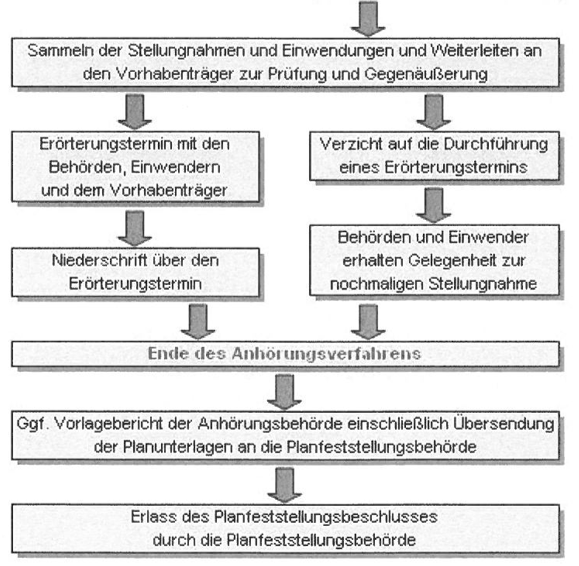 Sammeln der Stellungnahmen und Einwendungen und Weiterleiten an
den Vorhabenträger zur Prüfung und Gegenäußerung
Erörterungstermin mit den
Behörden, Einwendern
und dem Vorhabenträger
Verzicht auf die Durchführung
eines Erörterungstermins
Niederschrift über den
Erörterungstermin
Behörden und Einwender
erhalten Gelegenheit zur
nochmaligen Stellungnahme
Ende des Anhörungsverfahrens
Ggf. Vorlagebericht der Anhörungsbehörde einschließlich Übersendung
der Planunterlagen an die Planfeststellungsbehörde
Erlass des Planfeststellungsbeschlusses
durch die Planfeststellungsbehörde